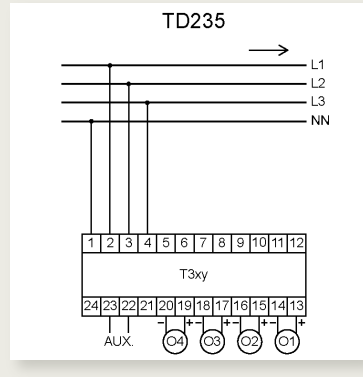 TD235
L1
L2
L3
NN
1 2 3 4 5 6 7 8 9 10 11 12
T3xy
24 23 22 21 20 19 18 17 16 15 14 13
- + - + - + - +
AUX. O4 O3 O2 O1